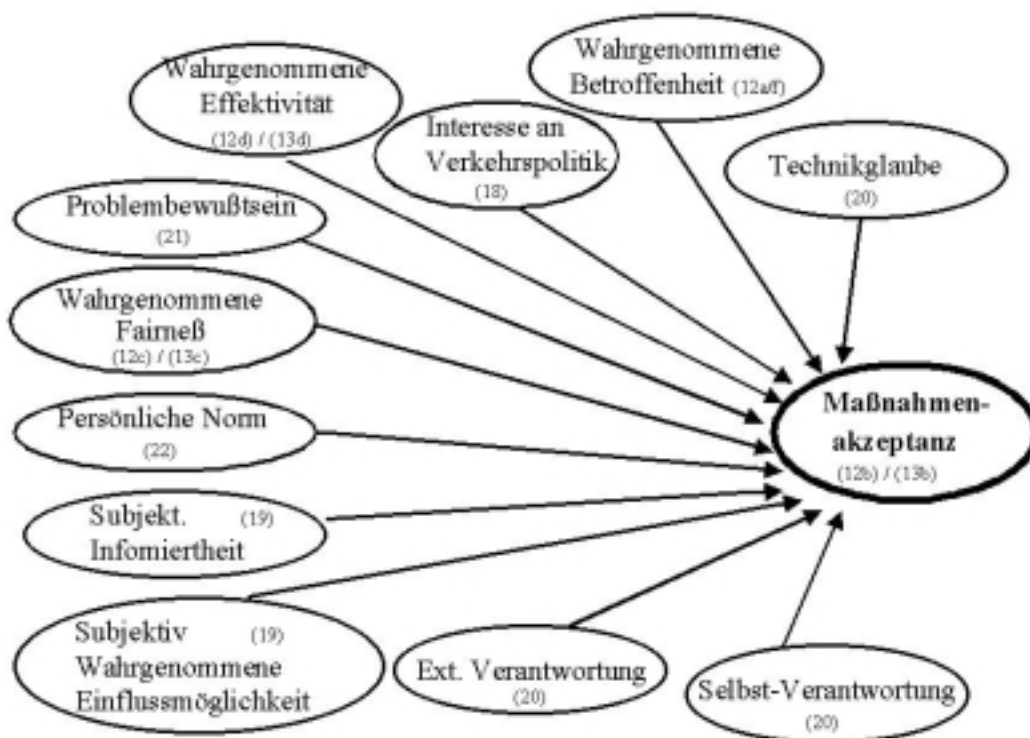 Wahrgenommene
Effektivität
(12d) / (13d)
Wahrgenommene
Betroffenheit (12a/f)
Interesse an
Verkehrspolitik
(18)
Technikglaube
(20)
Problembewußtsein
(21)
Wahrgenommene
Fairneß
(12c) / (13c)
Persönliche Norm
(22)
Subjekt. (19)
Infomiertheit
Subjektiv (19)
Wahrgenommene
Einflussmöglichkeit
Ext. Verantwortung
(20)
Selbst-Verantwortung
(20)
Maßnahmen-
akzeptanz
(12b) / (13b)